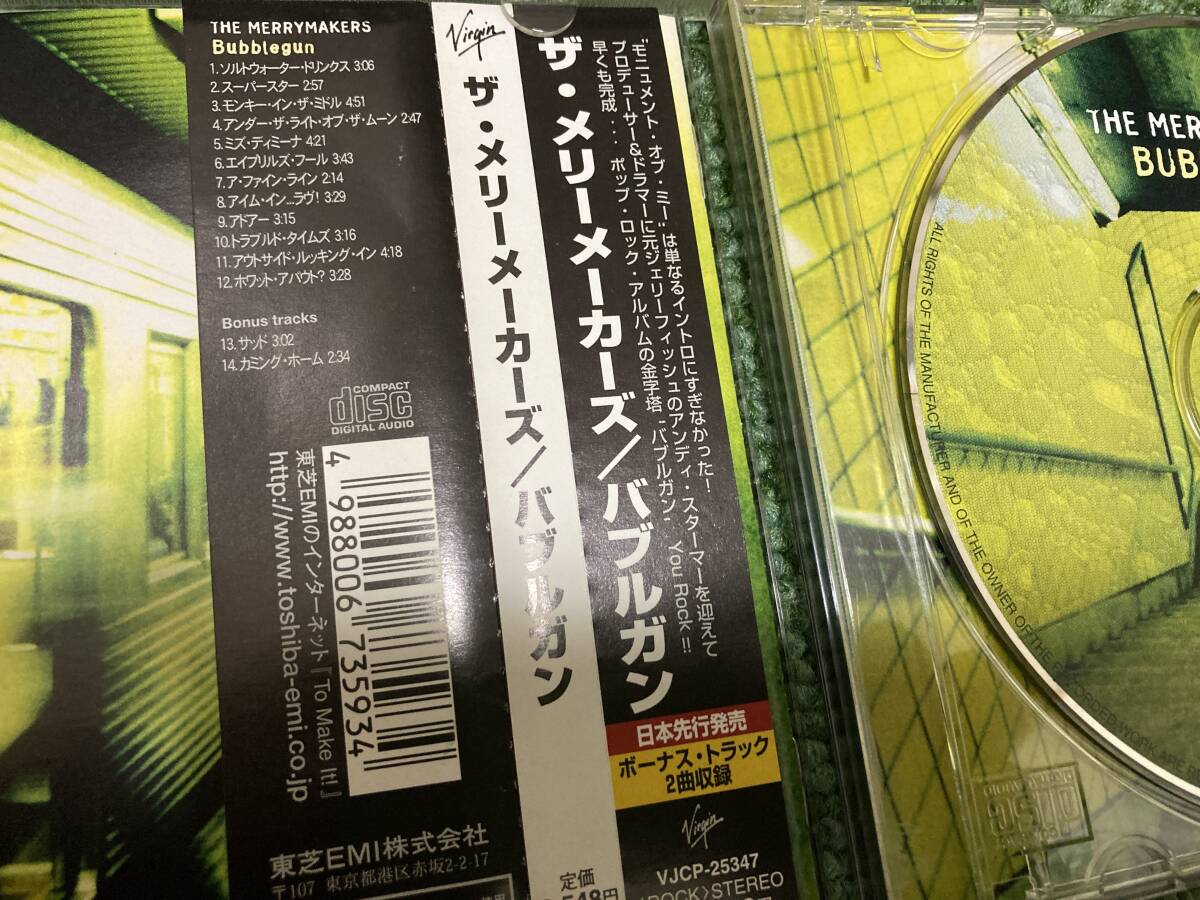 THE MERRYMAKERS
Bubblegun
1. ソルトウォーター・ドリンクス 3:06
2. スーパースター 2:57
3. モンキー・イン・ザ・ミドル 4:51
4. アンダー・ザ・ライト・オブ・ザ・ムーン 2:47
5. ミズ・ディミーナ 4:21
6. エイプリルズ・フール 3:43
7. ア・ファイン・ライン 2:14
8. アイム・イン...ラヴ! 3:29
9. アドアー 3:15
10. トラブルド・タイムズ 3:16
11. アウトサイド・ルッキング・イン 4:18
12. ホワット・アバウト? 3:28
Bonus tracks
13. サッド 3:02
14. カミング・ホーム 2:34
COMPACT
disc
DIGITAL AUDIO
4 988006 735934
東芝EMIのインターネット「To Make It!」
http://www.toshiba-emi.co.jp
東芝EMI株式会社
〒107 東京都港区赤坂2-2-17
Virgin
ザ・メリーメーカーズ/バブルガン
定価
548円
ザ・メリーメーカーズ/バブルガン
"モニュメント・オブ・ミー"は単なるイントロにすぎなかった!
プロデューサー&ドラマーに元ジェリーフィッシュのアンディ・スターマーを迎えて
早くも完成... ポップ・ロック・アルバムの金字塔 -バブルガン- You Rock!!
日本先行発売
ボーナス・トラック
2曲収録
Virgin
VJCP-25347
〈ROCK〉STEREO
THE MER
BUB
ALL RIGHTS OF THE MANUFACTURER AND OF THE OWNER OF THE RECORDED WORK ARE